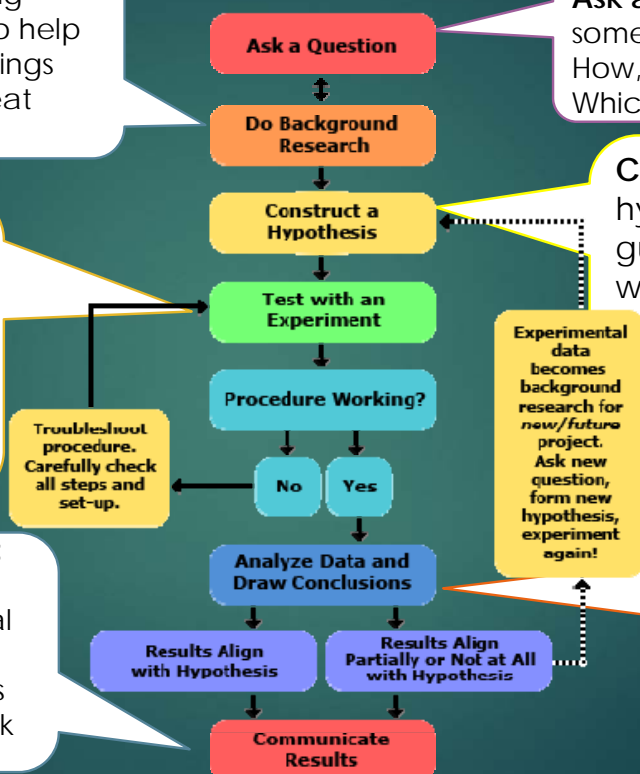 o help
ings
eat
Ask a
some
How,
Which
Ask a Question
Do Background
Research
C
hy
gu
w
Construct a
Hypothesis
Test with an
Experiment
Procedure Working?
No
Yes
Troubleshoot
procedure.
Carefully check
all steps and
set-up.
Experimental
data
becomes
background
research for
new/future
project.
Ask new
question,
form new
hypothesis,
experiment
again!
Analyze Data and
Draw Conclusions
al
s
k
Results Align
with Hypothesis
Results Align
Partially or Not at All
with Hypothesis
Communicate
Results